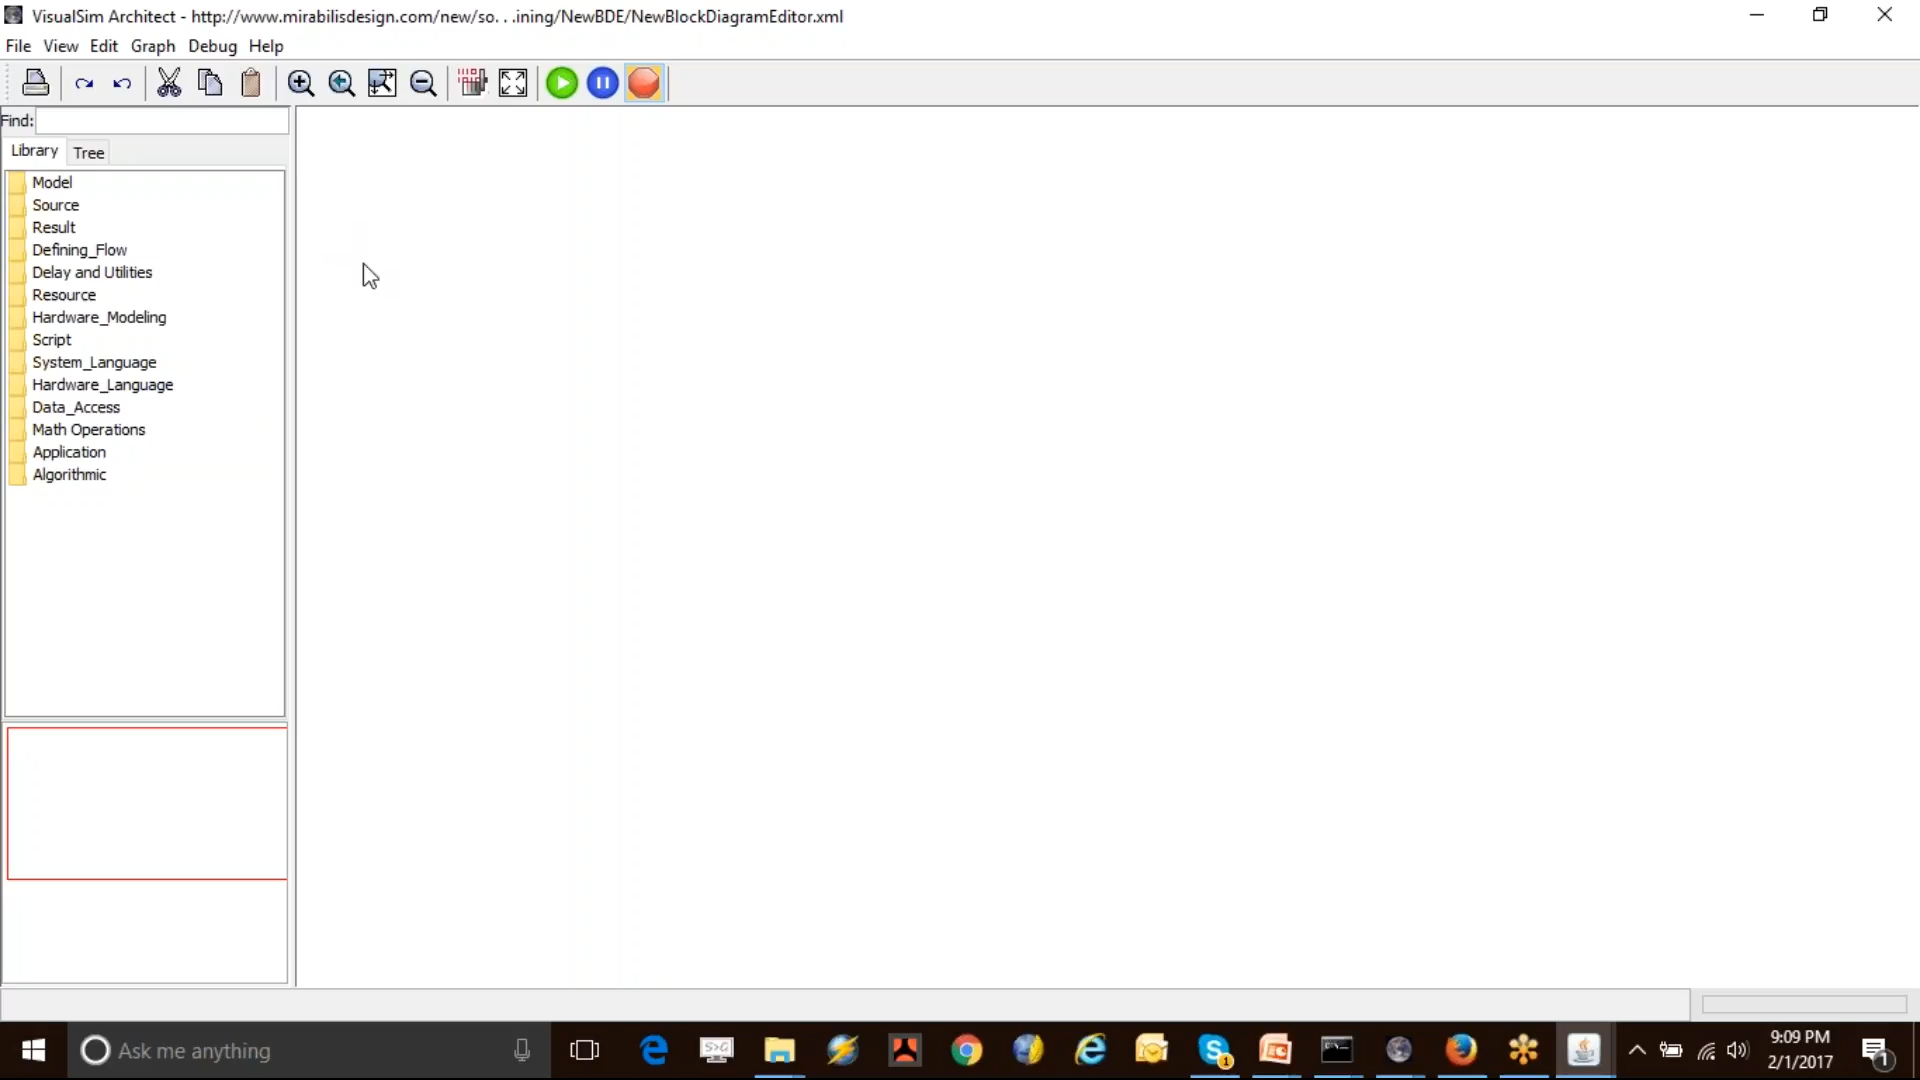 VisualSim Architect - http://www.mirabilisdesign.com/new/so. . .ining/NewBDE/NewBlockDiagramEditor.xml
File View Edit Graph Debug Help
Find:
Library Tree
Model
Source
Result
Defining_Flow
Delay and Utilities
Resource
Hardware_Modeling
Script
System_Language
Hardware_Language
Data_Access
Math Operations
Application
Algorithmic
Ask me anything
9:09 PM
2/1/2017
1
1